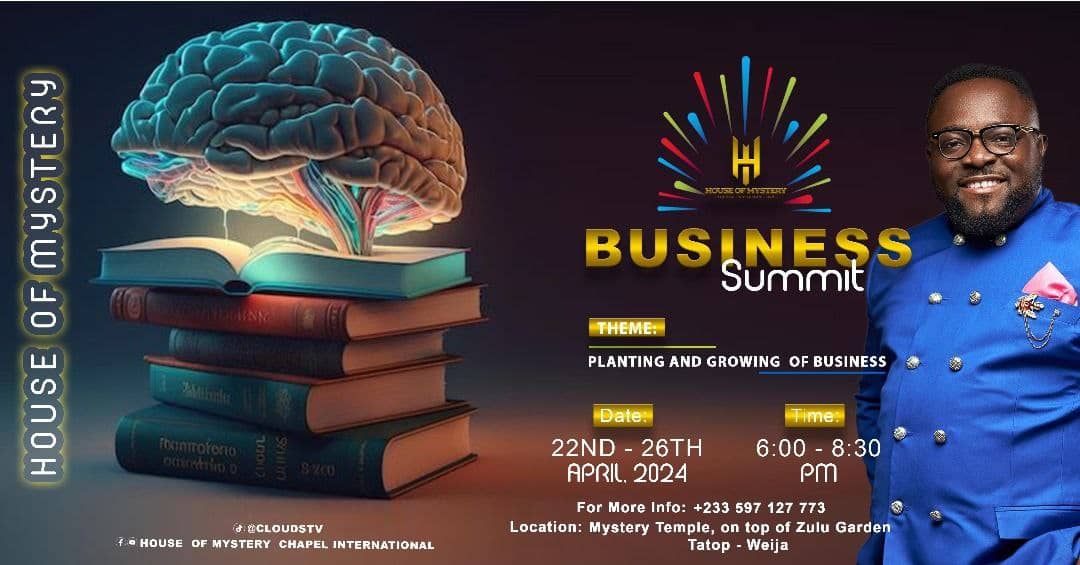 HOUSE OF MYSTERY
HOUSE OF MYSTERY
BUSINESS
Summit
THEME:
PLANTING AND GROWING OF BUSINESS
Date:
Time:
22ND - 26TH
APRIL, 2024
6:00 - 8:30
PM
For More Info: +233 597 127 773
Location: Mystery Temple, on top of Zulu Garden
Tatop - Weija
@CLOUDSTV
HOUSE OF MYSTERY CHAPEL INTERNATIONAL